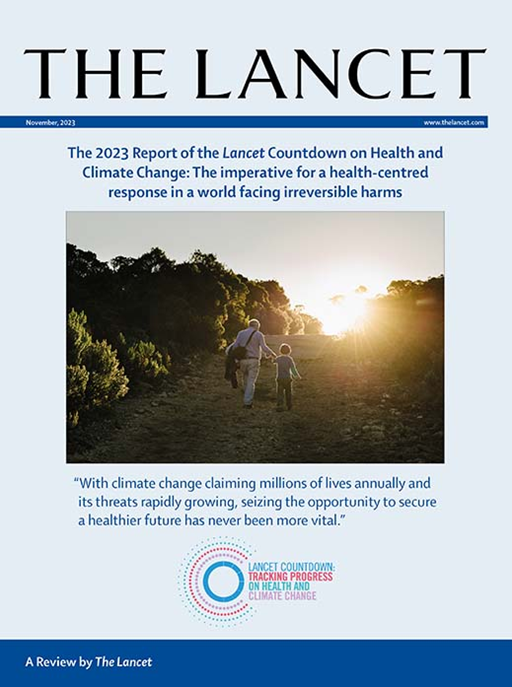 THE LANCET
November, 2023
www.thelancet.com
The 2023 Report of the Lancet Countdown on Health and
Climate Change: The imperative for a health-centred
response in a world facing irreversible harms
“With climate change claiming millions of lives annually and
its threats rapidly growing, seizing the opportunity to secure
a healthier future has never been more vital.”
LANCET COUNTDOWN:
TRACKING PROGRESS
ON HEALTH AND
CLIMATE CHANGE
A Review by The Lancet